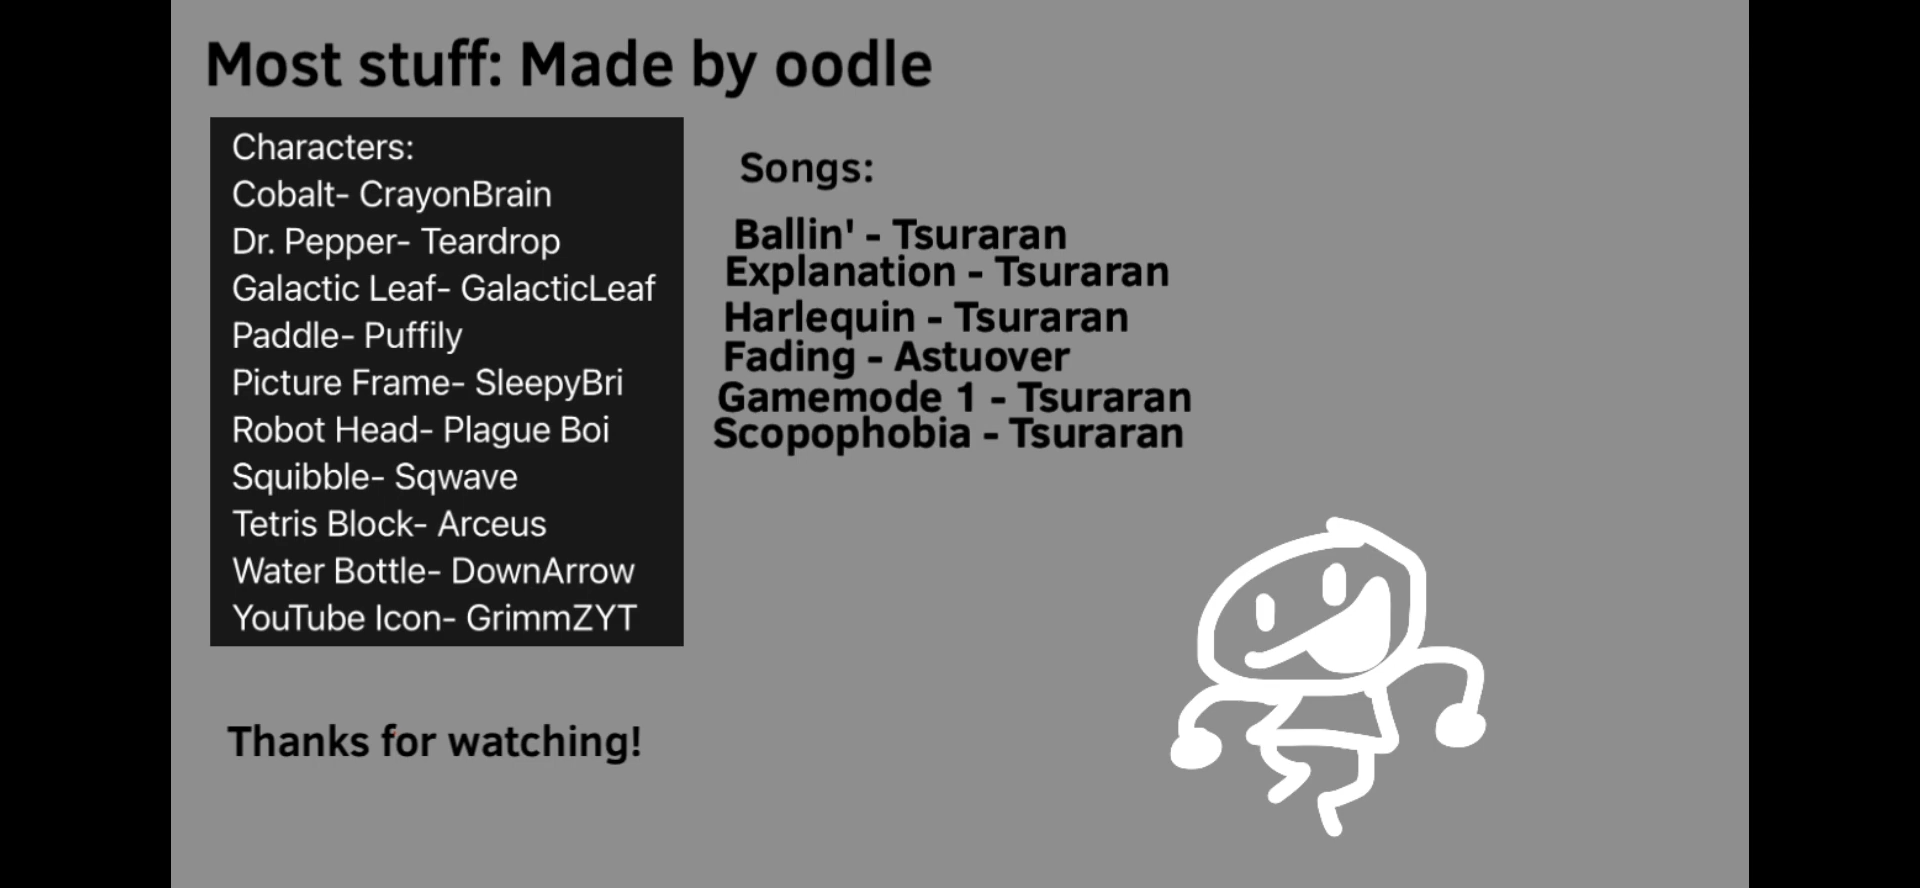 Most stuff: Made by oodle
Characters:
Cobalt- CrayonBrain
Dr. Pepper- Teardrop
Galactic Leaf- GalacticLeaf
Paddle- Puffily
Picture Frame- SleepyBri
Robot Head- Plague Boi
Squibble- Sqwave
Tetris Block- Arceus
Water Bottle- DownArrow
YouTube Icon- GrimmZYT
Songs:
Ballin' - Tsuraran
Explanation - Tsuraran
Harlequin - Tsuraran
Fading - Astuover
Gamemode 1 - Tsuraran
Scopophobia - Tsuraran
Thanks for watching!